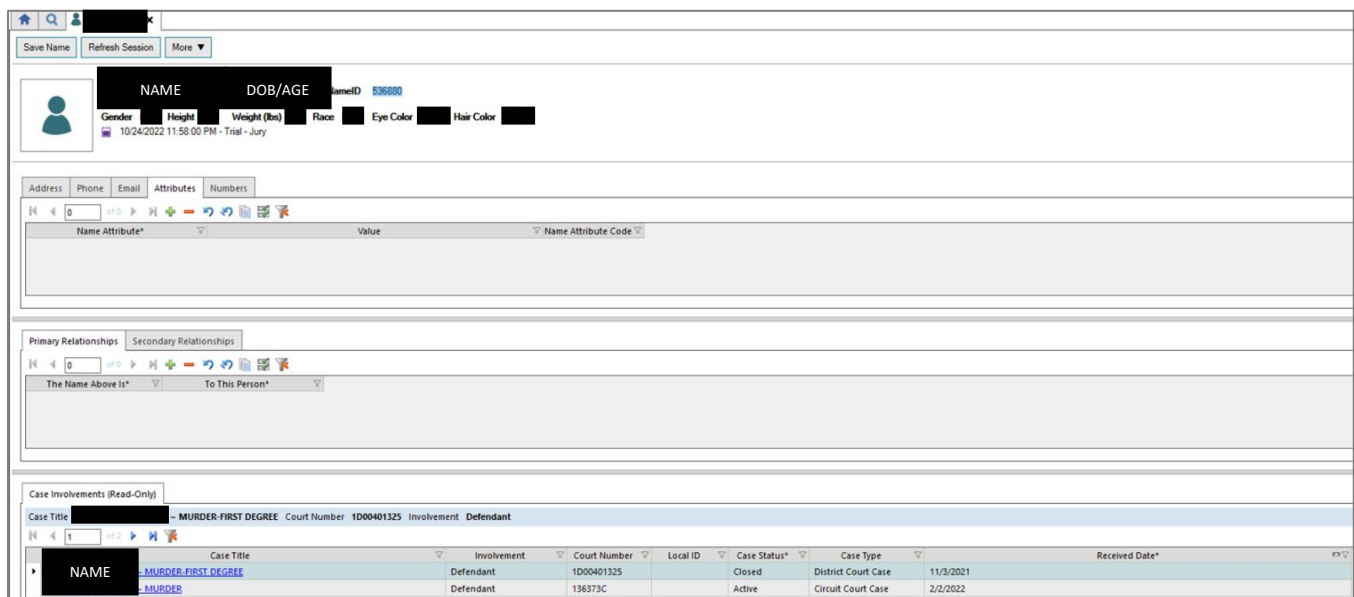 Save Name Refresh Session More ▼
NAME DOB/AGE NameID 536880
Gender Height Weight (lbs) Race Eye Color Hair Color
10/24/2022 11:58:00 PM - Trial - Jury
Address Phone Email Attributes Numbers
0 of 0
Name Attribute* Value Name Attribute Code
Primary Relationships Secondary Relationships
0 of 0
The Name Above Is* To This Person*
Case Involvements (Read-Only)
Case Title ~ MURDER-FIRST DEGREE Court Number 1D00401325 Involvement Defendant
1 of 2
Case Title Involvement Court Number Local ID Case Status* Case Type Received Date*
NAME ~ MURDER-FIRST DEGREE Defendant 1D00401325 Closed District Court Case 11/3/2021
~ MURDER Defendant 136373C Active Circuit Court Case 2/2/2022